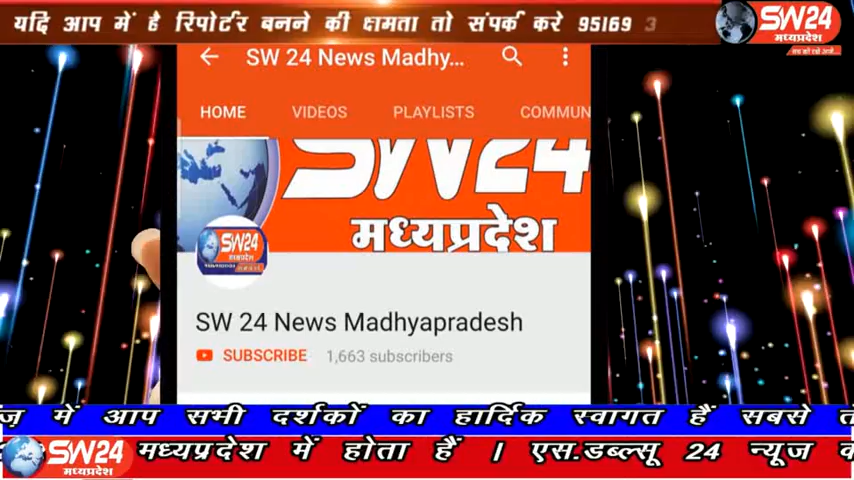 यदि आप में है रिपोर्टर बनने की क्षमता तो संपर्क करे 95169 3
SW24
मध्यप्रदेश
SW 24 News Madhy...
HOME VIDEOS PLAYLISTS COMMUN
SW24
मध्यप्रदेश
SW24
SW 24 News Madhyapradesh
SUBSCRIBE 1,663 subscribers
में आप सभी दर्शकों का हार्दिक स्वागत हैं सबसे
SW24
मध्यप्रदेश
मध्यप्रदेश में होता हैं । एस.डब्ल्सू 24 न्यूज